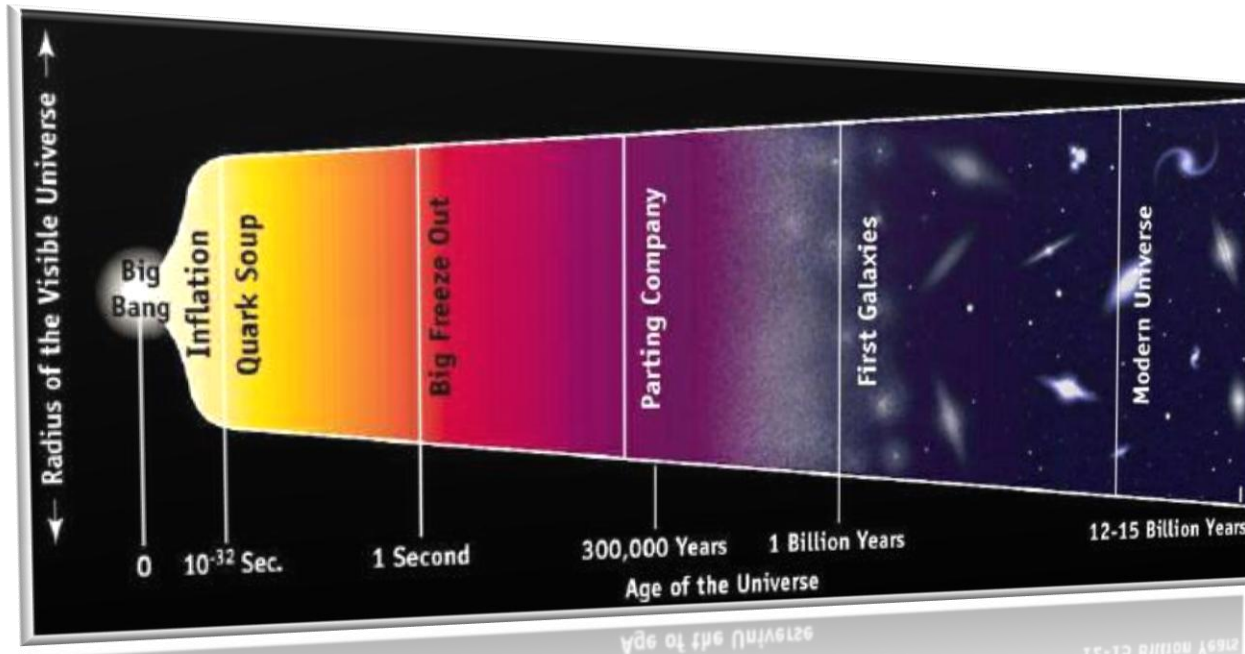 Radius of the Visible Universe
Big
Bang
Inflation
Quark Soup
Big Freeze Out
Parting Company
First Galaxies
Modern Universe
0
10⁻³² Sec.
1 Second
300,000 Years
1 Billion Years
12-15 Billion Years
Age of the Universe